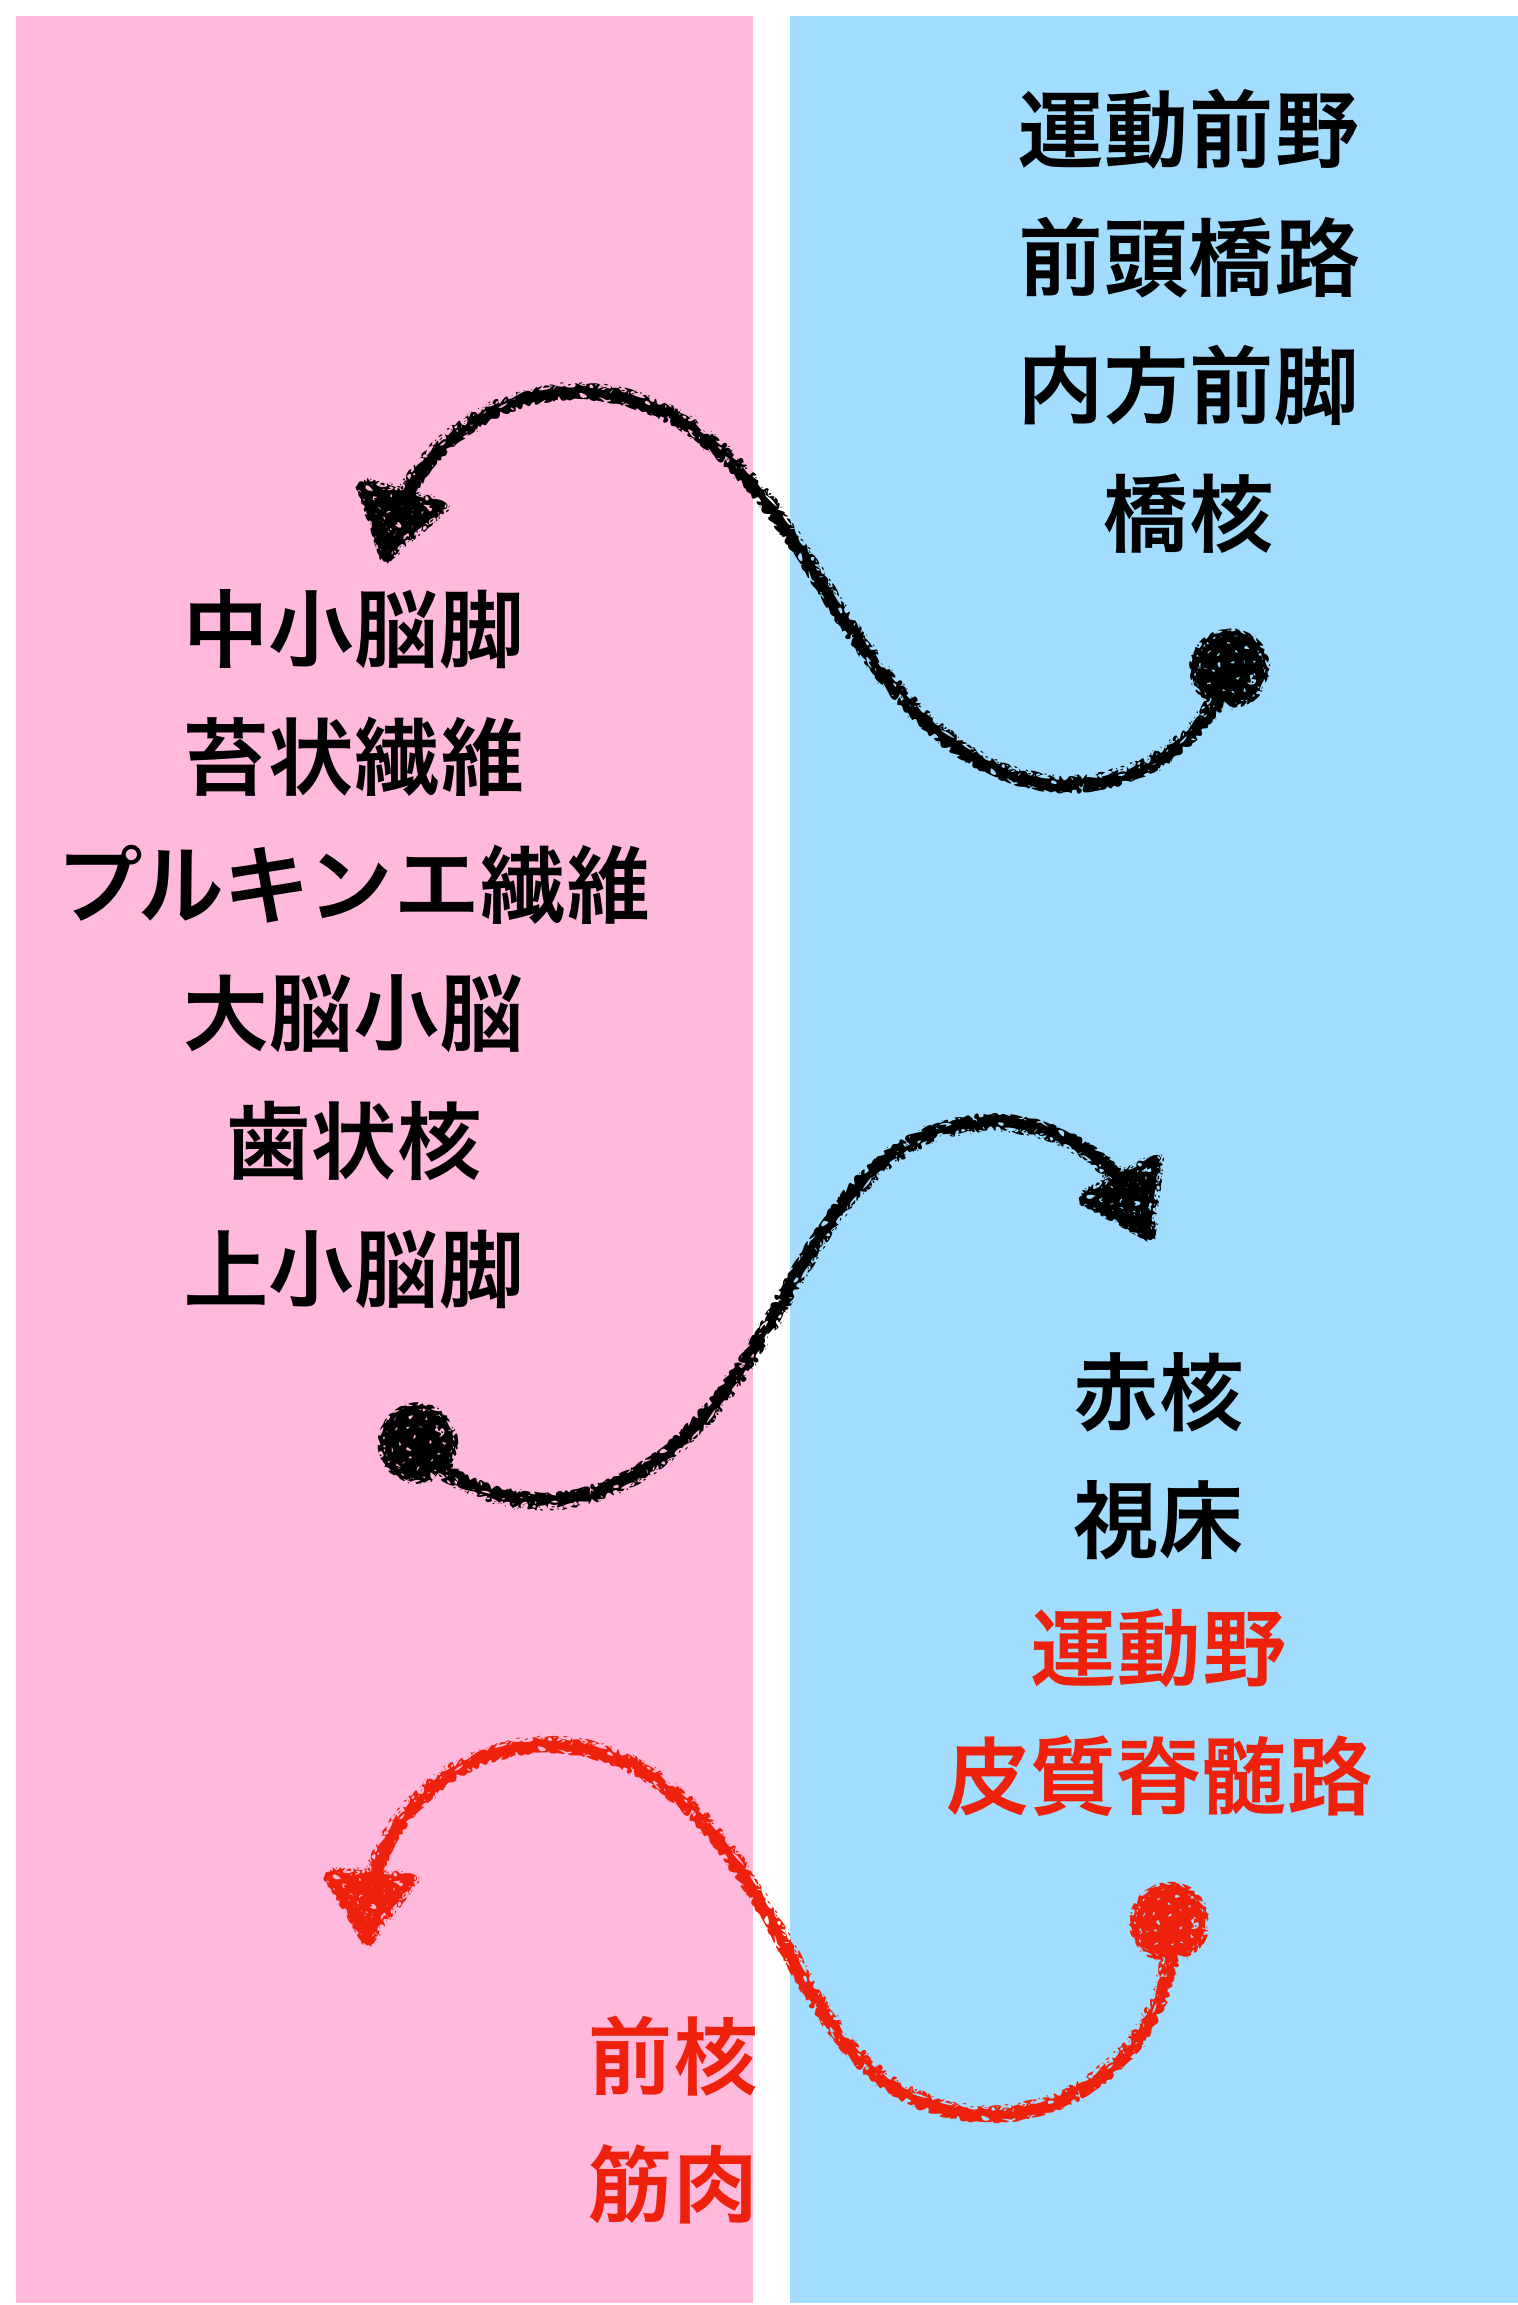 運動前野
前頭橋路
内方前脚
橋核
中小脳脚
苔状繊維
プルキンエ繊維
大脳小脳
歯状核
上小脳脚
赤核
視床
運動野
皮質脊髄路
前核
筋肉